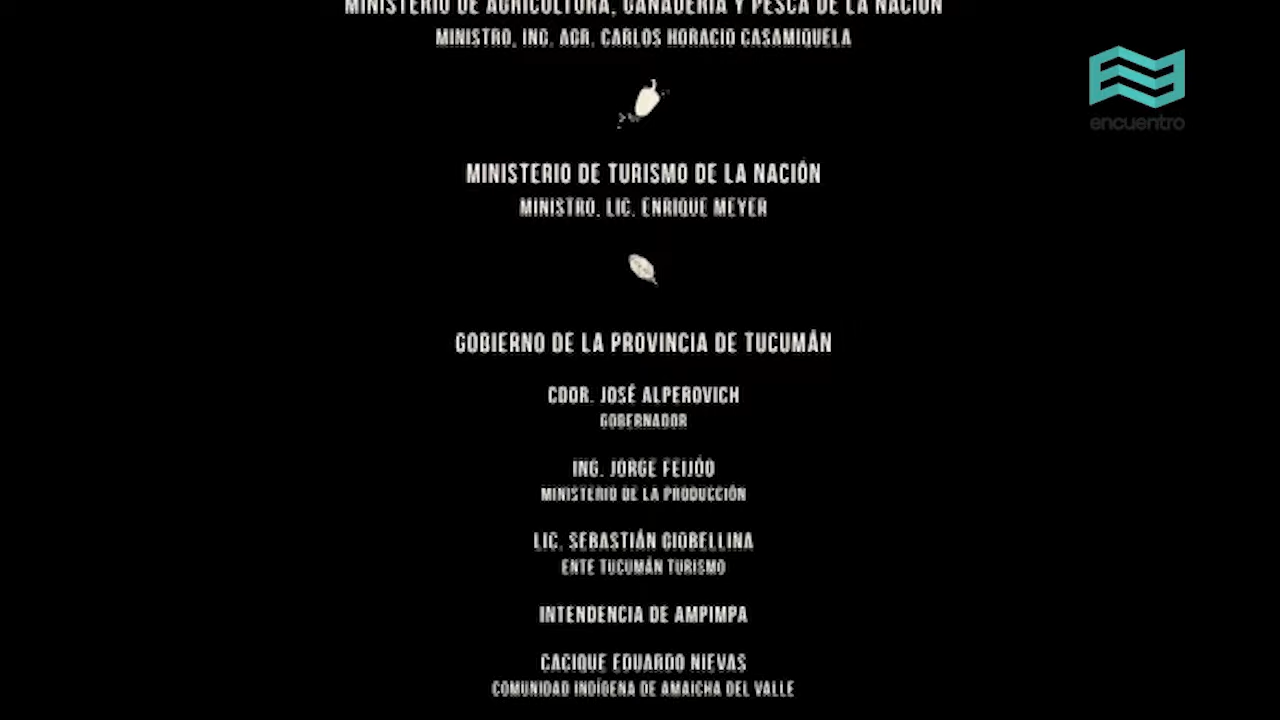 MINISTERIO DE AGRICULTURA, GANADERÍA Y PESCA DE LA NACIÓN
MINISTRO, ING. AGR. CARLOS HORACIO CASAMIQUELA
encuentro
MINISTERIO DE TURISMO DE LA NACIÓN
MINISTRO, LIC. ENRIQUE MEYER
GOBIERNO DE LA PROVINCIA DE TUCUMÁN
CDOR. JOSÉ ALPEROVICH
GOBERNADOR
ING. JORGE FEIJÓO
MINISTERIO DE LA PRODUCCIÓN
LIC. SEBASTIÁN GIOBELLINA
ENTE TUCUMÁN TURISMO
INTENDENCIA DE AMPIMPA
CACIQUE EDUARDO NIEVAS
COMUNIDAD INDÍGENA DE AMAICHA DEL VALLE